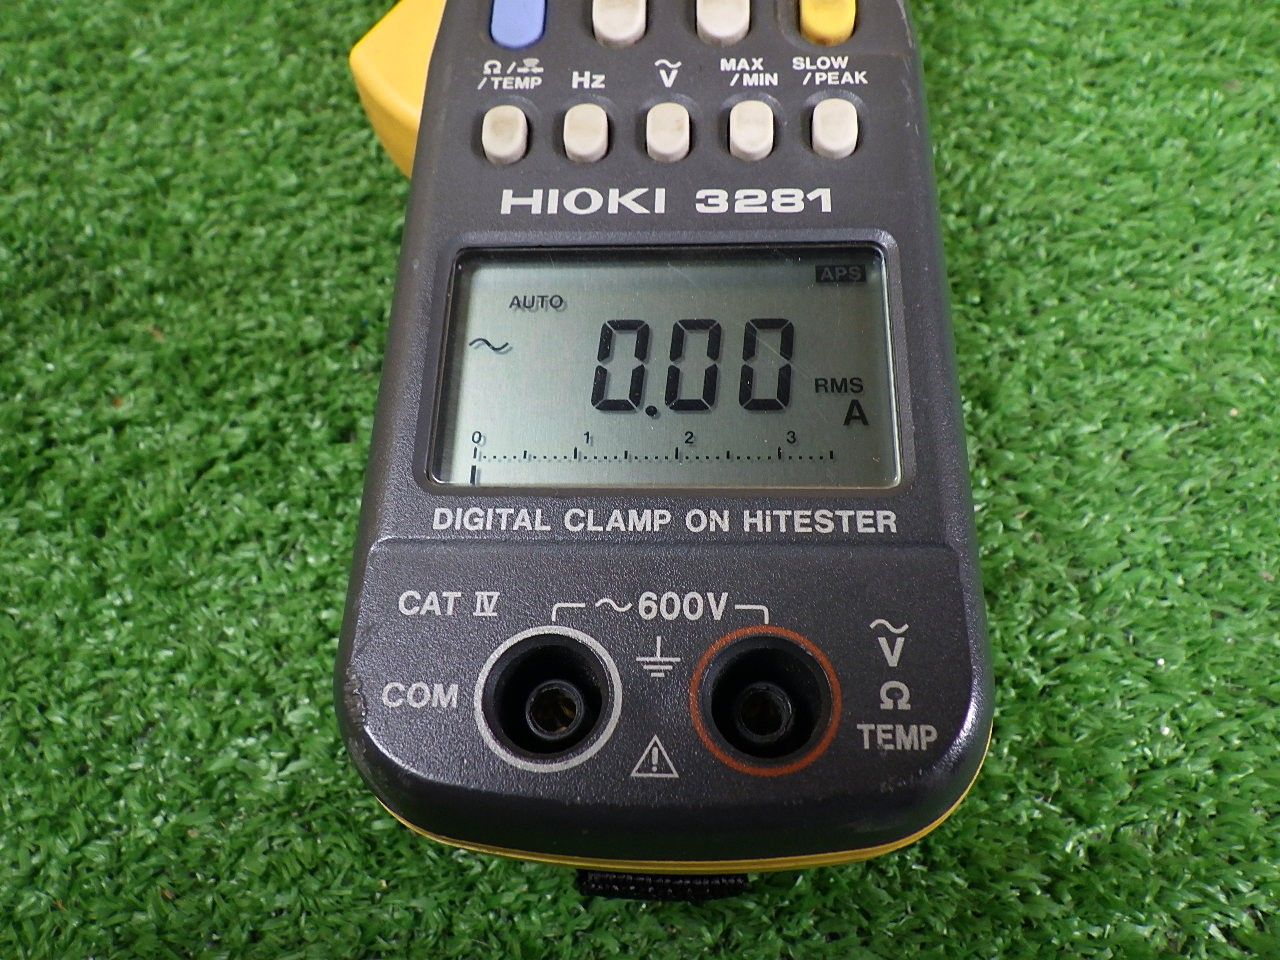 Ω/
/TEMP
Hz
~V
MAX
/MIN
SLOW
/PEAK
HIOKI 3281
APS
AUTO
~
0.00
RMS
A
0 1 2 3
DIGITAL CLAMP ON HiTESTER
CAT IV
~600V
COM
~V
Ω
TEMP